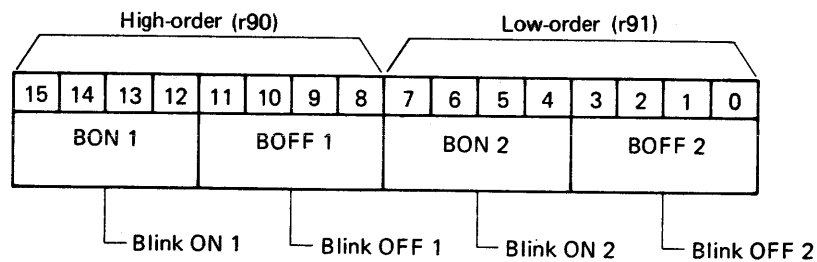 High-order (r90) Low-order (r91)
15 14 13 12 11 10 9 8 7 6 5 4 3 2 1 0
BON 1 BOFF 1 BON 2 BOFF 2
Blink ON 1 Blink OFF 1 Blink ON 2 Blink OFF 2